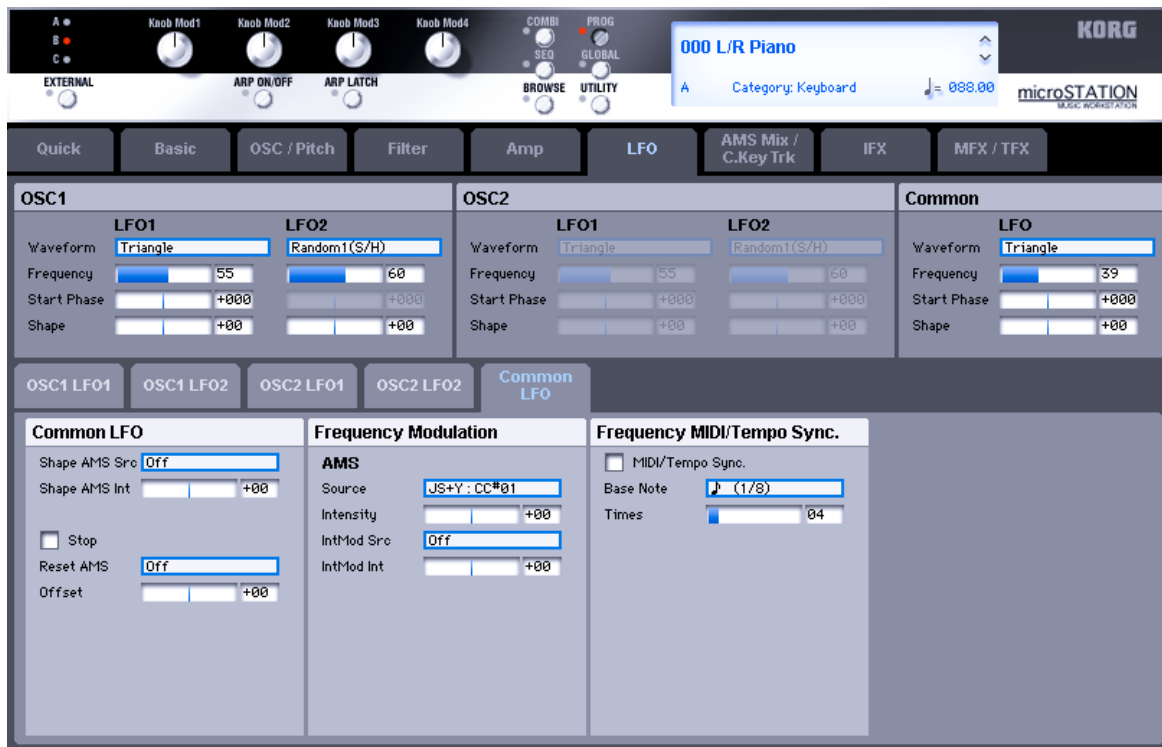 A
B
C
EXTERNAL
Knob Mod1 Knob Mod2 Knob Mod3 Knob Mod4
ARP ON/OFF ARP LATCH
COMBI PROG
SEQ GLOBAL
BROWSE UTILITY
000 L/R Piano
A Category: Keyboard ♩= 088.00
KORG
microSTATION
MUSIC WORKSTATION
Quick Basic OSC / Pitch Filter Amp LFO AMS Mix / C.Key Trk IFX MFX / TFX
OSC1
LFO1 LFO2
Waveform Triangle Random1(S/H)
Frequency 55 60
Start Phase +000 +000
Shape +00 +00
OSC2
LFO1 LFO2
Waveform Triangle Random1(S/H)
Frequency 55 60
Start Phase +000 +000
Shape +00 +00
Common
LFO
Waveform Triangle
Frequency 39
Start Phase +000
Shape +00
OSC1 LFO1 OSC1 LFO2 OSC2 LFO1 OSC2 LFO2 Common LFO
Common LFO
Shape AMS Src Off
Shape AMS Int +00
Stop
Reset AMS Off
Offset +00
Frequency Modulation
AMS
Source JS+Y : CC#01
Intensity +00
IntMod Src Off
IntMod Int +00
Frequency MIDI/Tempo Sync.
MIDI/Tempo Sync.
Base Note ♪ (1/8)
Times 04